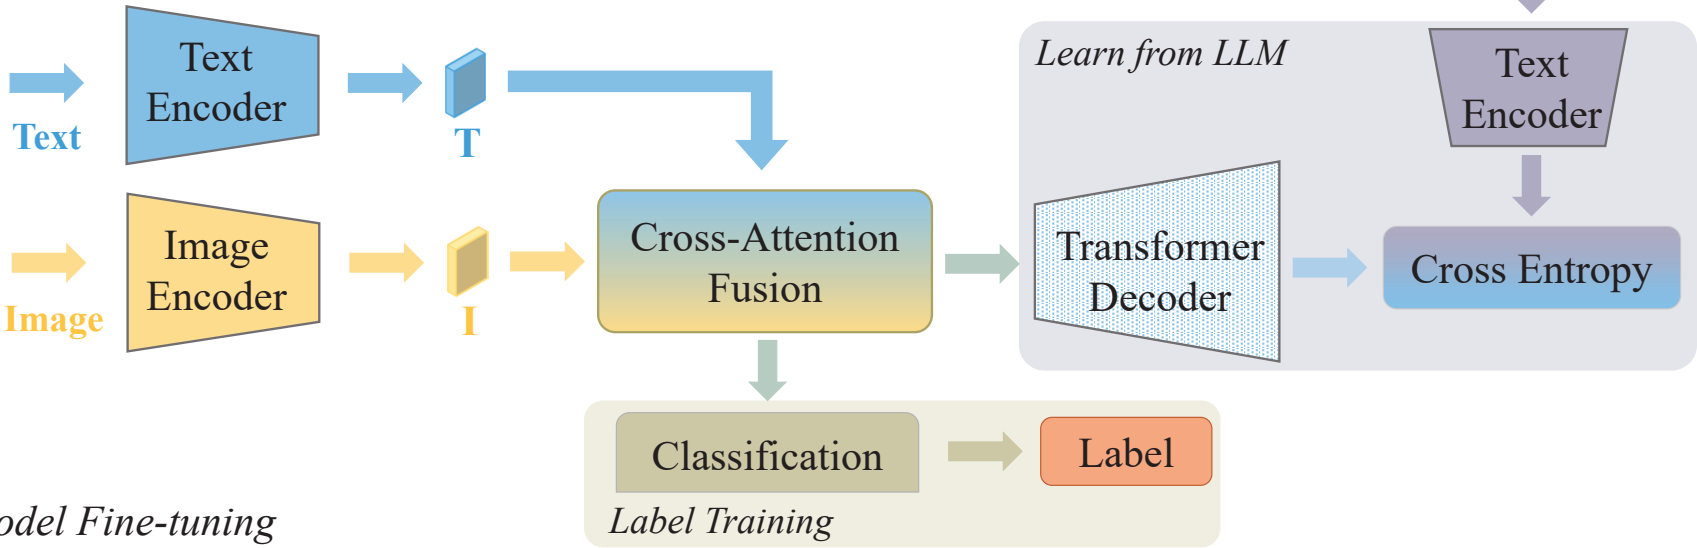 Text
Encoder
Text
T
Image
Encoder
Image
I
Cross-Attention
Fusion
Learn from LLM
Text
Encoder
Transformer
Decoder
Cross Entropy
Classification
Label
Label Training
odel Fine-tuning